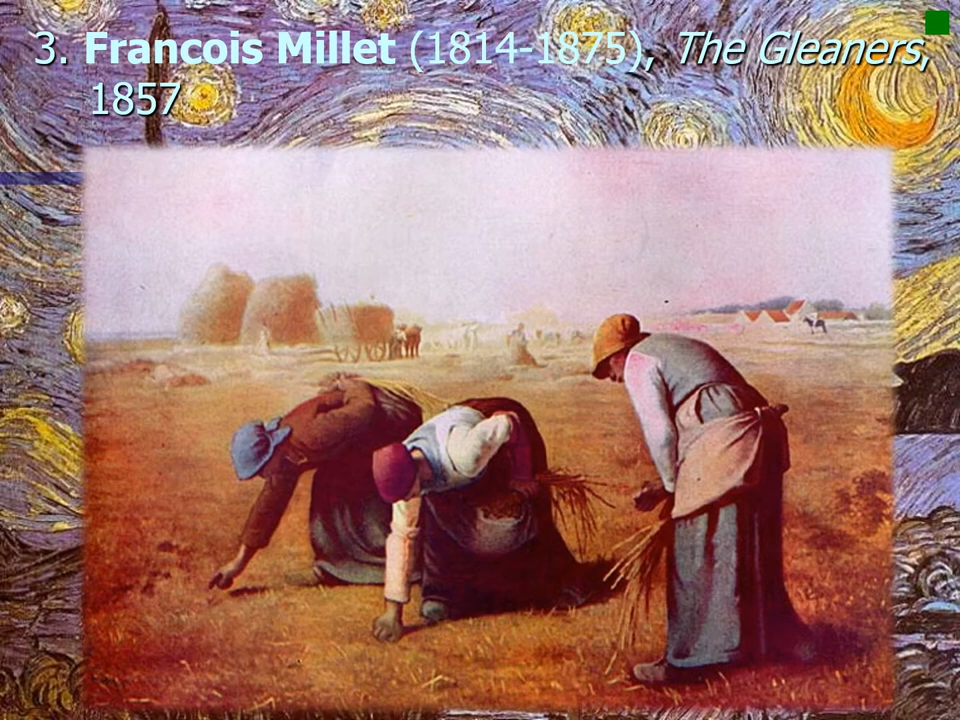 3. Francois Millet (1814-1875), The Gleaners,
1857